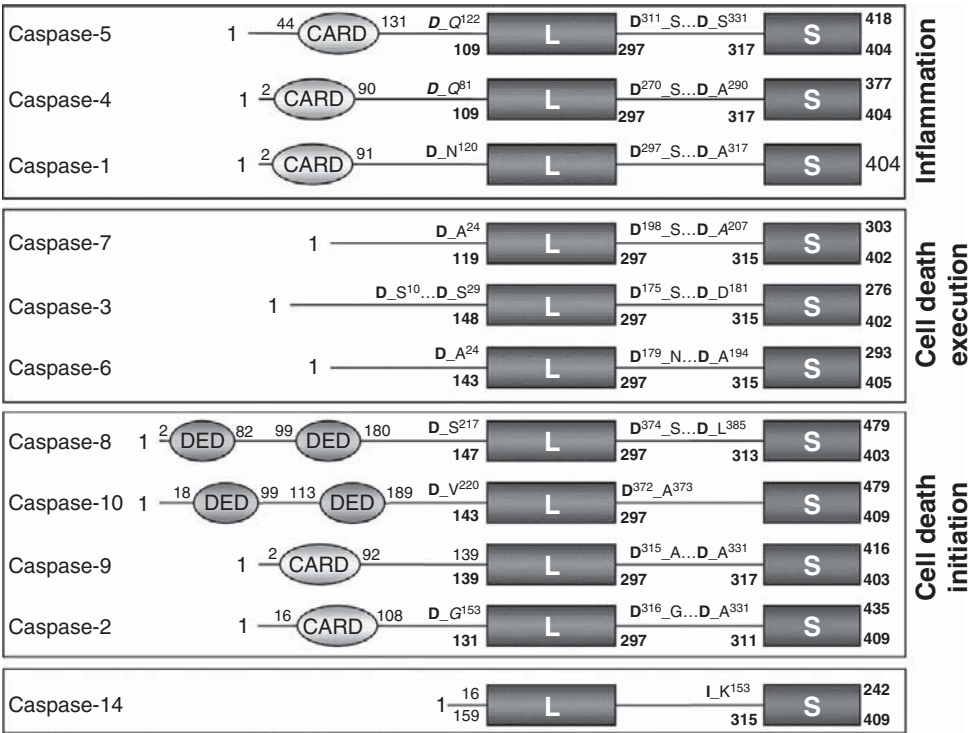 Caspase-5 1 44 CARD 131 D_Q¹²² 109 L 297 D³¹¹_S...D_S³³¹ 317 S 418 404
Caspase-4 1 2 CARD 90 D_Q⁸¹ 109 L 297 D²⁷⁰_S...D_A²⁹⁰ 317 S 377 404
Caspase-1 1 2 CARD 91 D_N¹²⁰ L D²⁹⁷_S...D_A³¹⁷ S 404
Inflammation
Caspase-7 1 D_A²⁴ 119 L 297 D¹⁹⁸_S...D_A²⁰⁷ 315 S 303 402
Caspase-3 1 D_S¹⁰...D_S²⁹ 148 L 297 D¹⁷⁵_S...D_D¹⁸¹ 315 S 276 402
Caspase-6 1 D_A²⁴ 143 L 297 D¹⁷⁹_N...D_A¹⁹⁴ 315 S 293 405
Cell death
execution
Caspase-8 1 2 DED 82 99 DED 180 D_S²¹⁷ 147 L 297 D³⁷⁴_S...D_L³⁸⁵ 313 S 479 403
Caspase-10 1 18 DED 99 113 DED 189 D_V²²⁰ 143 L 297 D³⁷²_A³⁷³ S 479 409
Caspase-9 1 2 CARD 92 139 139 L 297 D³¹⁵_A...D_A³³¹ 317 S 416 403
Caspase-2 1 16 CARD 108 D_G¹⁵³ 131 L 297 D³¹⁶_G...D_A³³¹ 311 S 435 409
Cell death
initiation
Caspase-14 1 16 159 L I_K¹⁵³ 315 S 242 409